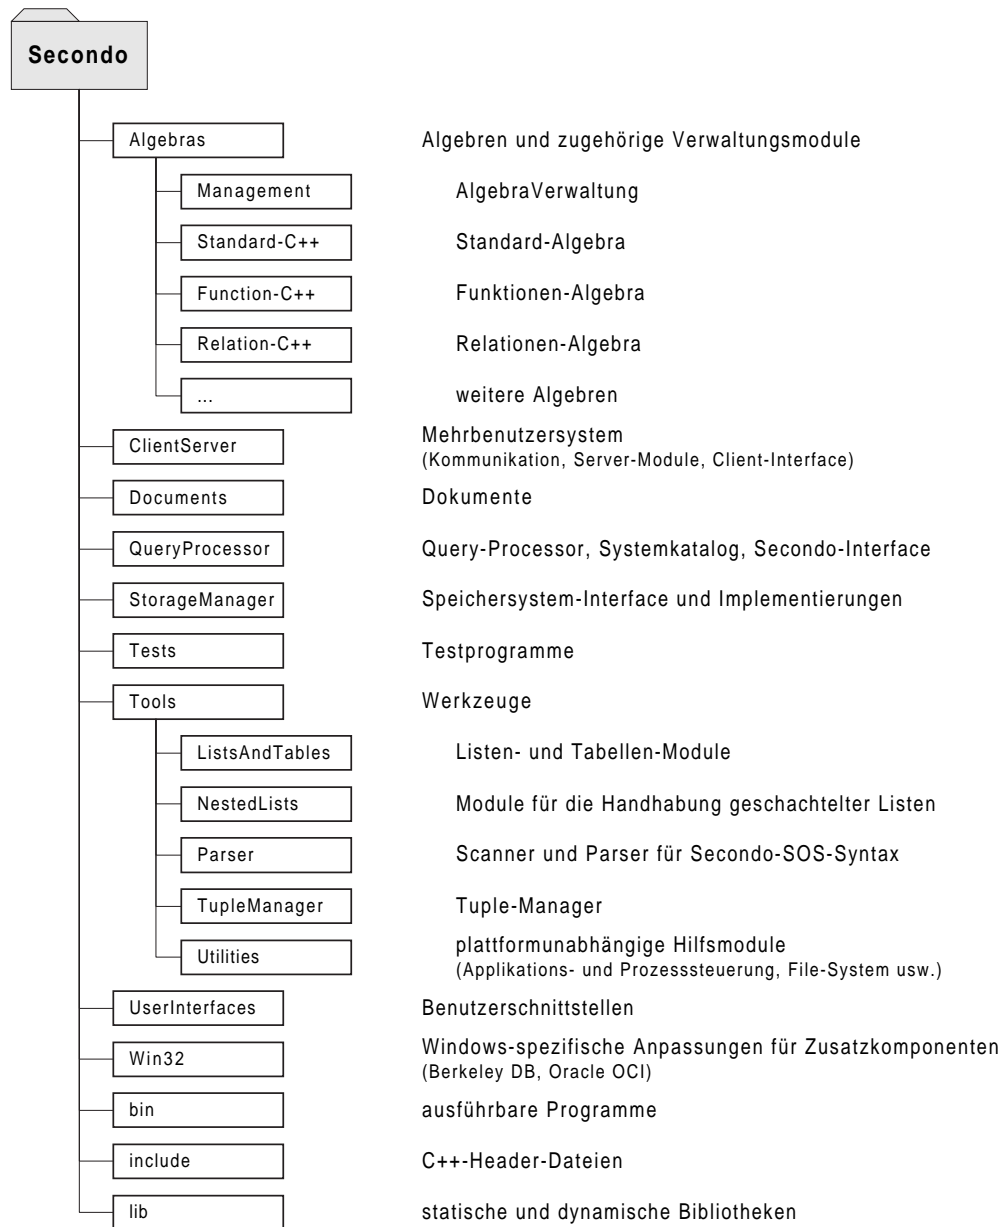 Secondo
Algebras Algebren und zugehörige Verwaltungsmodule
Management AlgebraVerwaltung
Standard-C++ Standard-Algebra
Function-C++ Funktionen-Algebra
Relation-C++ Relationen-Algebra
... weitere Algebren
ClientServer Mehrbenutzersystem
(Kommunikation, Server-Module, Client-Interface)
Documents Dokumente
QueryProcessor Query-Processor, Systemkatalog, Secondo-Interface
StorageManager Speichersystem-Interface und Implementierungen
Tests Testprogramme
Tools Werkzeuge
ListsAndTables Listen- und Tabellen-Module
NestedLists Module für die Handhabung geschachtelter Listen
Parser Scanner und Parser für Secondo-SOS-Syntax
TupleManager Tuple-Manager
Utilities plattformunabhängige Hilfsmodule
(Applikations- und Prozesssteuerung, File-System usw.)
UserInterfaces Benutzerschnittstellen
Win32 Windows-spezifische Anpassungen für Zusatzkomponenten
(Berkeley DB, Oracle OCI)
bin ausführbare Programme
include C++-Header-Dateien
lib statische und dynamische Bibliotheken